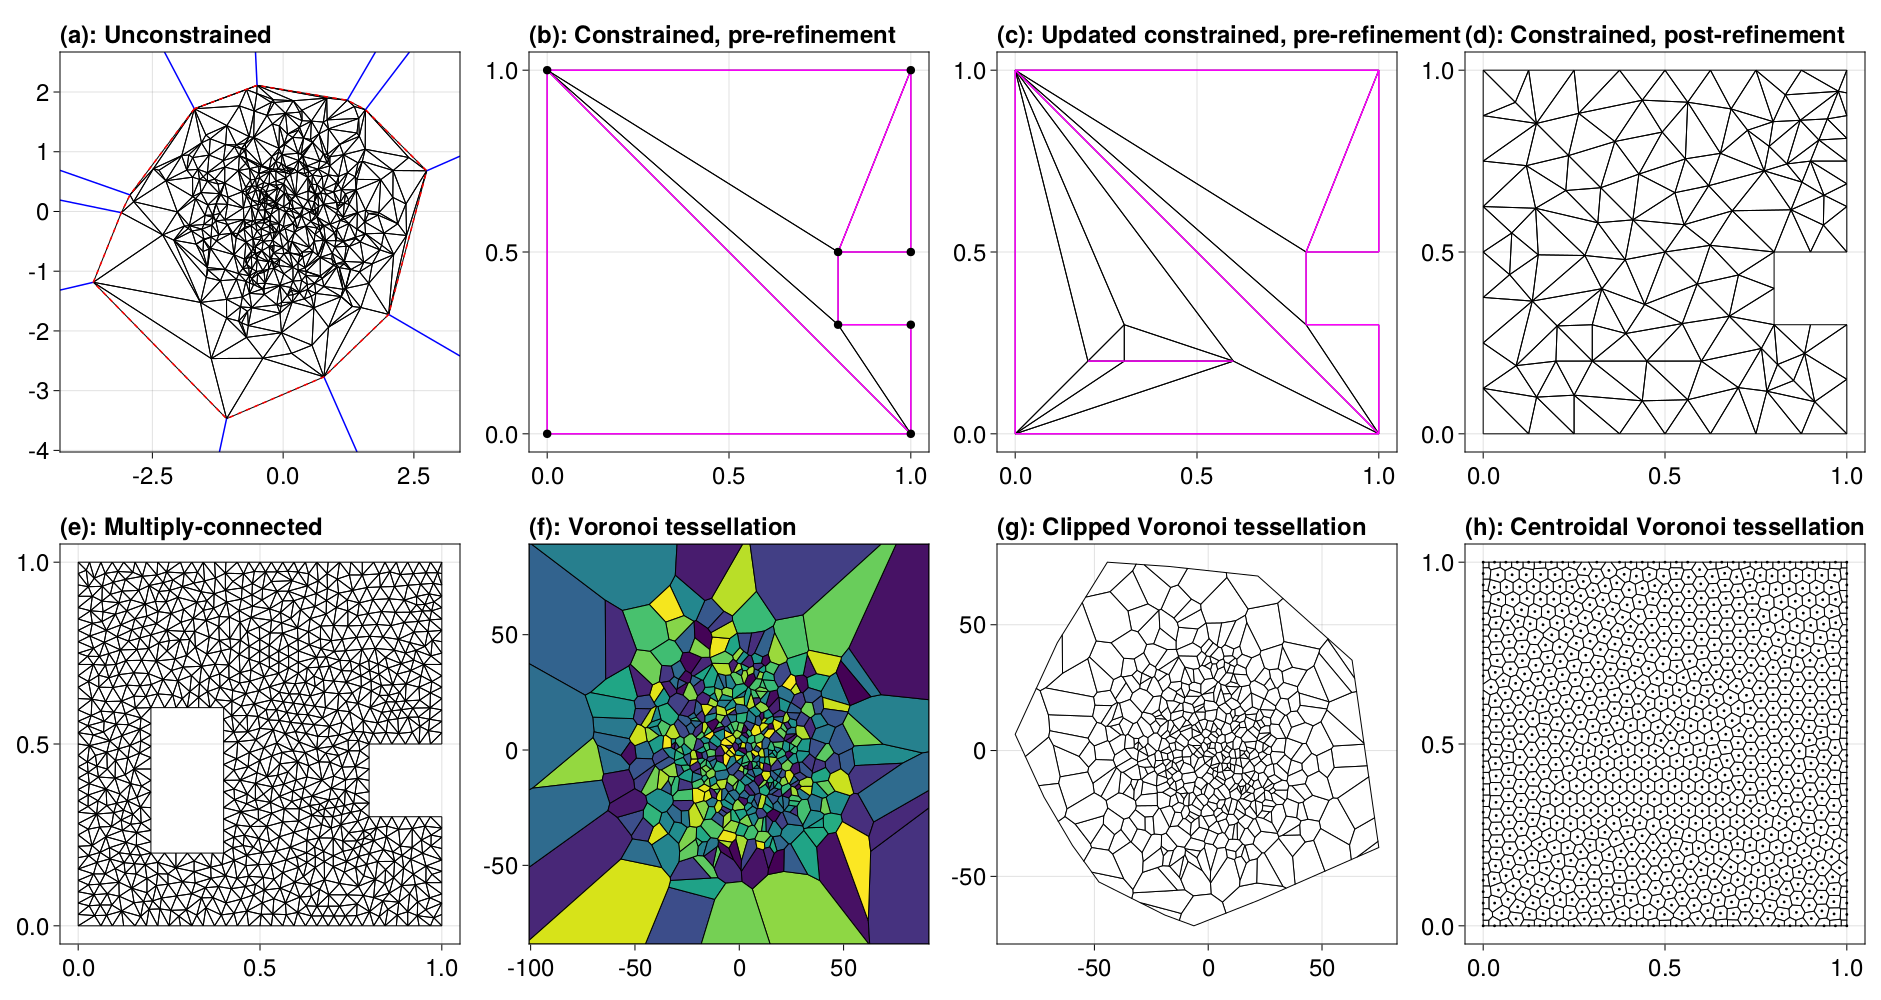 (a): Unconstrained
(b): Constrained, pre-refinement
(c): Updated constrained, pre-refinement
(d): Constrained, post-refinement
2
1
0
-1
-2
-3
-4
-2.5 0.0 2.5
1.0
0.5
0.0
0.0 0.5 1.0
1.0
0.5
0.0
0.0 0.5 1.0
1.0
0.5
0.0
0.0 0.5 1.0
(e): Multiply-connected
(f): Voronoi tessellation
(g): Clipped Voronoi tessellation
(h): Centroidal Voronoi tessellation
1.0
0.5
0.0
0.0 0.5 1.0
50
0
-50
-100 -50 0 50
50
0
-50
-50 0 50
1.0
0.5
0.0
0.0 0.5 1.0